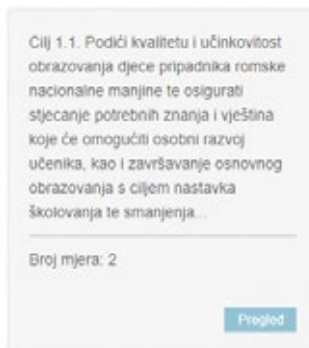 Cilj 1.1. Podići kvalitetu i učinkovitost
obrazovanja djece pripadnika romske
nacionalne manjine te osigurati
stjecanje potrebnih znanja i vještina
koje će omogućiti osobni razvoj
učenika, kao i završavanje osnovnog
obrazovanja s ciljem nastavka
školovanja te smanjenja...
Broj mjera: 2
Pregled